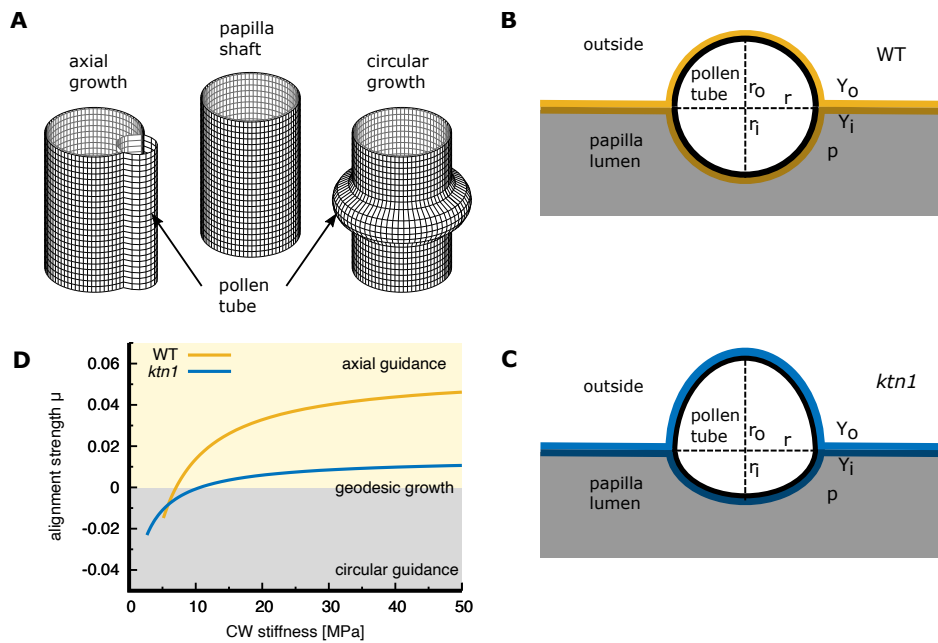 A
axial
growth
papilla
shaft
circular
growth
pollen
tube
B
outside
WT
pollen
tube
rₒ
r
rᵢ
Yₒ
Yᵢ
p
papilla
lumen
D
WT
ktn1
axial guidance
geodesic growth
circular guidance
alignment strength μ
0.06
0.04
0.02
0
-0.02
-0.04
0
10
20
30
40
50
CW stiffness [MPa]
C
outside
ktn1
pollen
tube
rₒ
r
rᵢ
Yₒ
Yᵢ
p
papilla
lumen